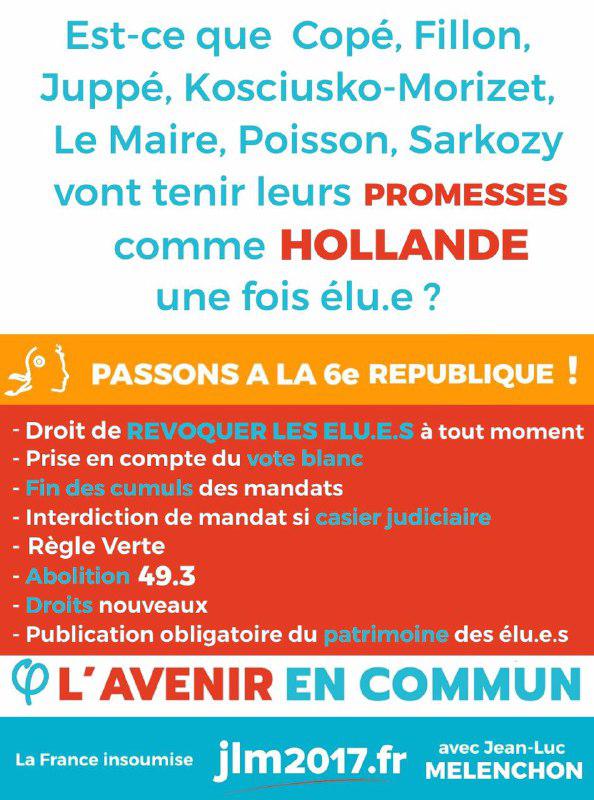 Est-ce que Copé, Fillon,
Juppé, Kosciusko-Morizet,
Le Maire, Poisson, Sarkozy
vont tenir leurs PROMESSES
comme HOLLANDE
une fois élu.e ?
PASSONS A LA 6e REPUBLIQUE !
- Droit de REVOQUER LES ELU.E.S à tout moment
- Prise en compte du vote blanc
- Fin des cumuls des mandats
- Interdiction de mandat si casier judiciaire
- Règle Verte
- Abolition 49.3
- Droits nouveaux
- Publication obligatoire du patrimoine des élu.e.s
φ L'AVENIR EN COMMUN
La France insoumise jlm2017.fr avec Jean-Luc
MELENCHON